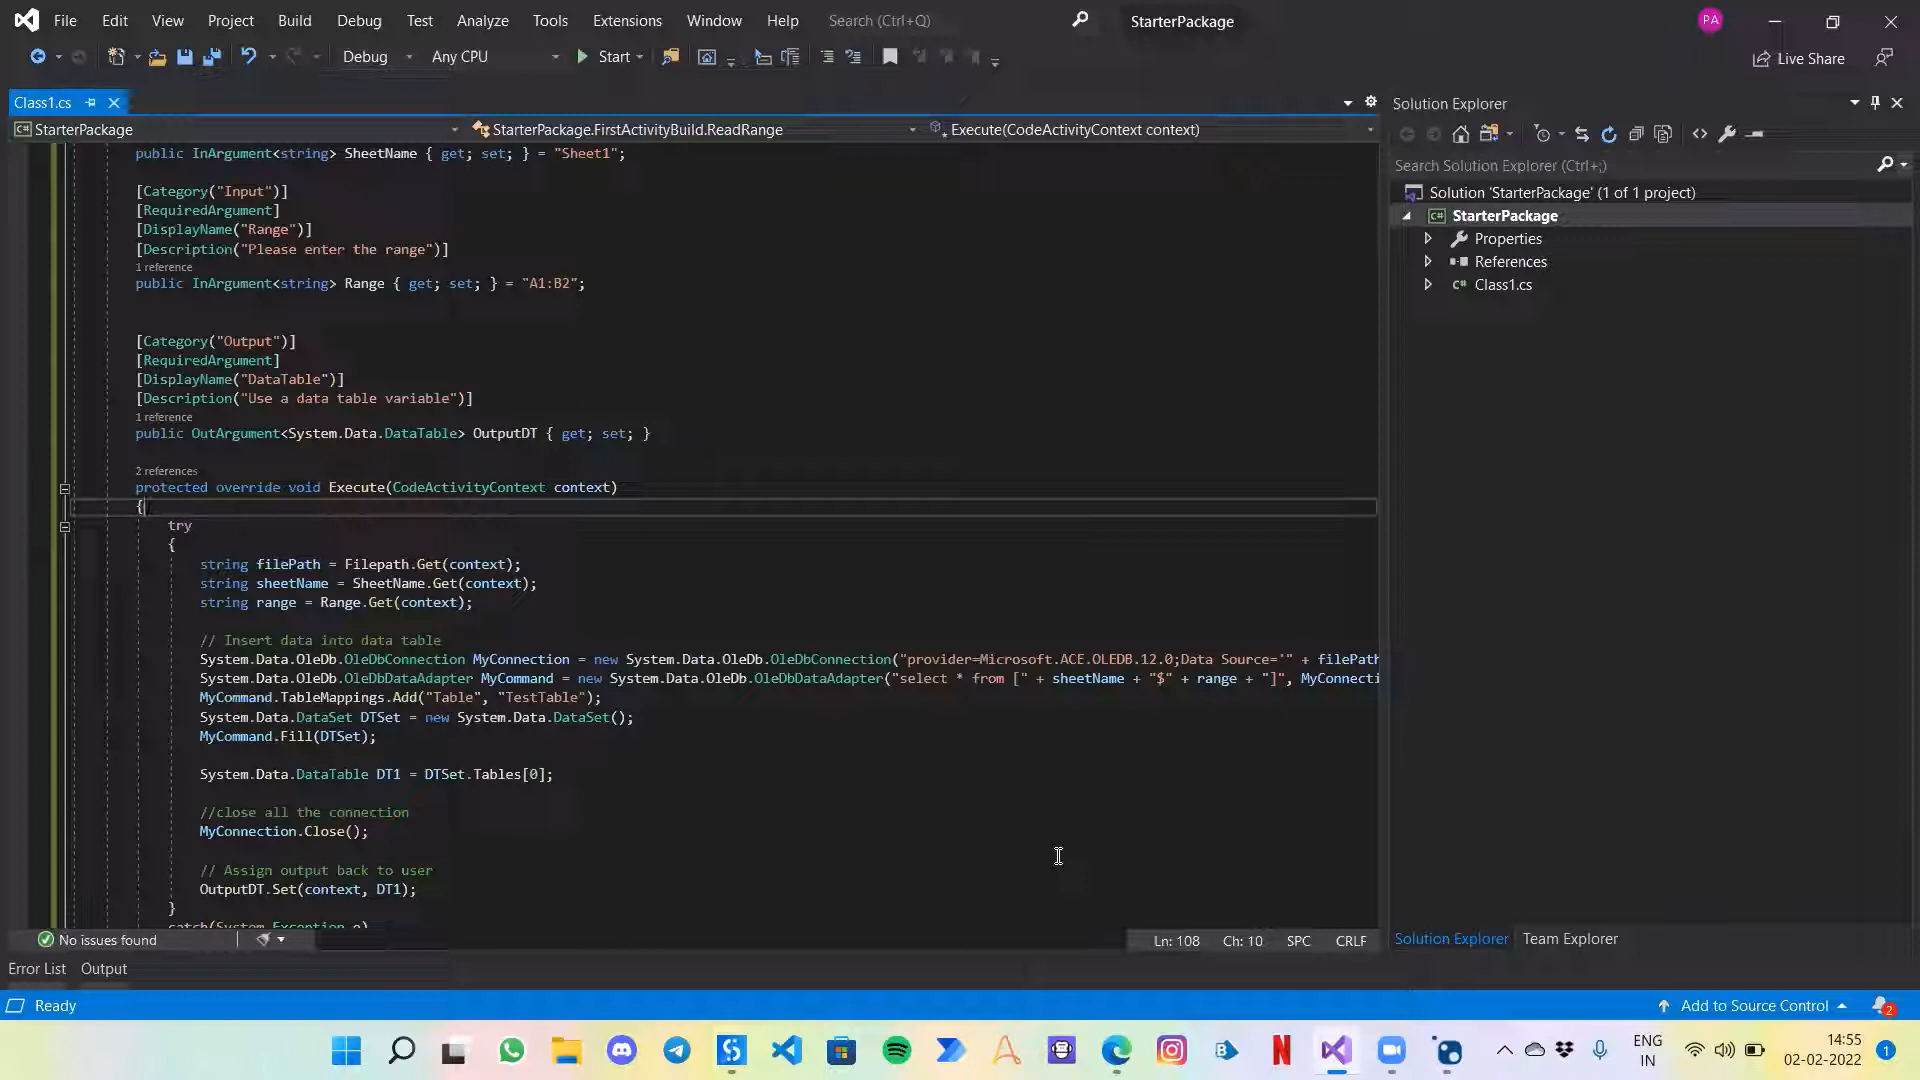 File Edit View Project Build Debug Test Analyze Tools Extensions Window Help Search (Ctrl+Q) StarterPackage PA
Debug Any CPU Start Live Share
Class1.cs
StarterPackage StarterPackage.FirstActivityBuild.ReadRange Execute(CodeActivityContext context)
public InArgument<string> SheetName { get; set; } = "Sheet1";
[Category("Input")]
[RequiredArgument]
[DisplayName("Range")]
[Description("Please enter the range")]
1 reference
public InArgument<string> Range { get; set; } = "A1:B2";
[Category("Output")]
[RequiredArgument]
[DisplayName("DataTable")]
[Description("Use a data table variable")]
1 reference
public OutArgument<System.Data.DataTable> OutputDT { get; set; }
2 references
protected override void Execute(CodeActivityContext context)
{
try
{
string filePath = Filepath.Get(context);
string sheetName = SheetName.Get(context);
string range = Range.Get(context);
// Insert data into data table
System.Data.OleDb.OleDbConnection MyConnection = new System.Data.OleDb.OleDbConnection("provider=Microsoft.ACE.OLEDB.12.0;Data Source='" + filePath
System.Data.OleDb.OleDbDataAdapter MyCommand = new System.Data.OleDb.OleDbDataAdapter("select * from [" + sheetName + "$" + range + "]", MyConnecti
MyCommand.TableMappings.Add("Table", "TestTable");
System.Data.DataSet DTSet = new System.Data.DataSet();
MyCommand.Fill(DTSet);
System.Data.DataTable DT1 = DTSet.Tables[0];
//close all the connection
MyConnection.Close();
// Assign output back to user
OutputDT.Set(context, DT1);
}
catch(System.Exception e)
No issues found Ln: 108 Ch: 10 SPC CRLF
Error List Output
Solution Explorer
Search Solution Explorer (Ctrl+;)
Solution 'StarterPackage' (1 of 1 project)
StarterPackage
Properties
References
C# Class1.cs
Solution Explorer Team Explorer
Ready Add to Source Control 2
ENG
IN
14:55
02-02-2022
1